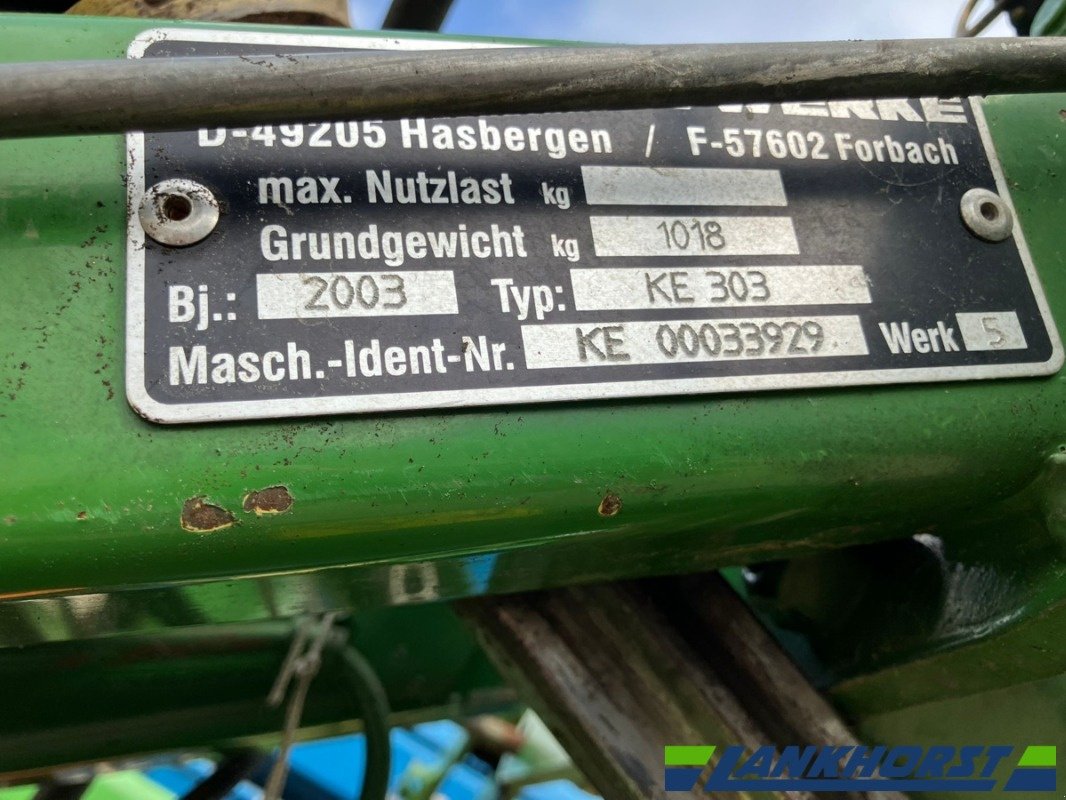 WERKE
D-49205 Hasbergen / F-57602 Forbach
max. Nutzlast kg
Grundgewicht kg 1018
Bj.: 2003 Typ: KE 303
Masch.-Ident-Nr. KE 00033929 Werk 5
LANKHORST